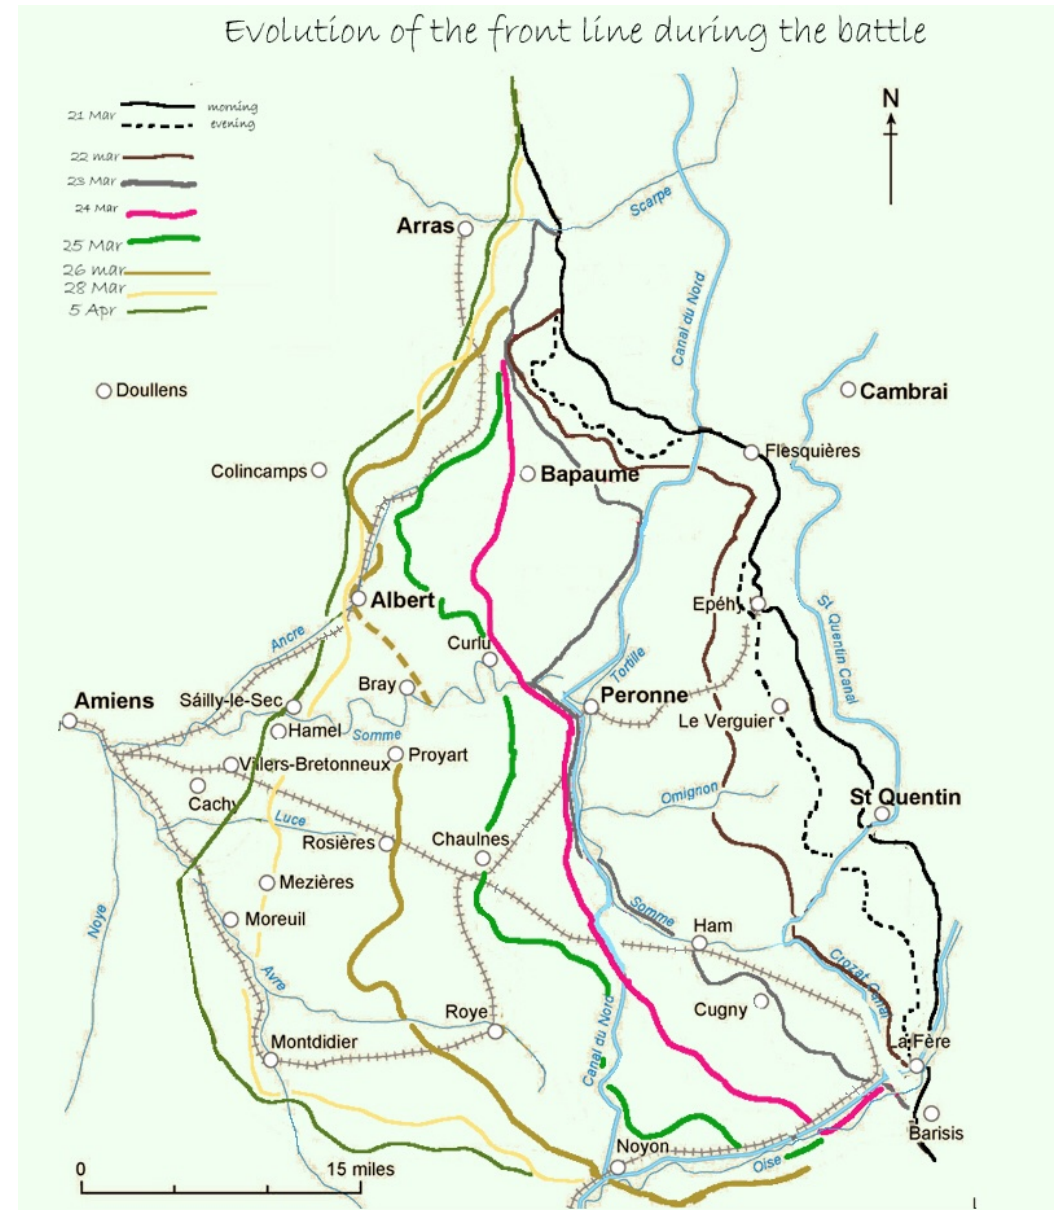 Evolution of the front line during the battle
21 Mar
morning
evening
22 mar
23 Mar
24 Mar
25 Mar
26 mar
28 Mar
5 Apr
N
Scarpe
Arras
Canal du Nord
Doullens
Cambrai
Colincamps
Bapaume
Flesquières
Albert
Epéhy
St Quentin Canal
Ancre
Curlu
Tortille
Bray
Peronne
Amiens
Sáilly-le-Sec
Le Verguier
Hamel
Somme
Villers-Bretonneux
Proyart
Cachy
Omignon
St Quentin
Luce
Rosières
Chaulnes
Mezières
Moreuil
Noye
Somme
Ham
Avre
Crozat Canal
Cugny
Roye
Canal du Nord
Montdidier
La Fère
Barisis
Noyon
Oise
0 15 miles